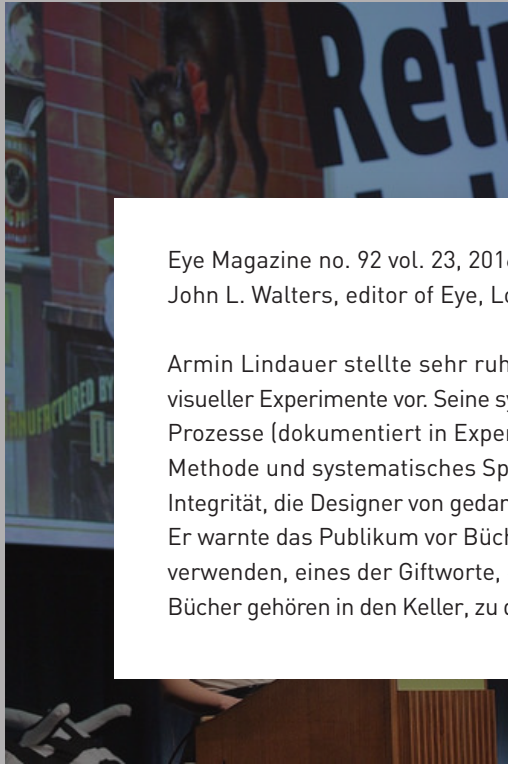 Retr
MANUFACTURED BY
Eye Magazine no. 92 vol. 23, 201
John L. Walters, editor of Eye, Lo
Armin Lindauer stellte sehr ruh
visueller Experimente vor. Seine sy
Prozesse (dokumentiert in Exper
Methode und systematisches Sp
Integrität, die Designer von gedan
Er warnte das Publikum vor Büch
verwenden, eines der Giftworte,
Bücher gehören in den Keller, zu d